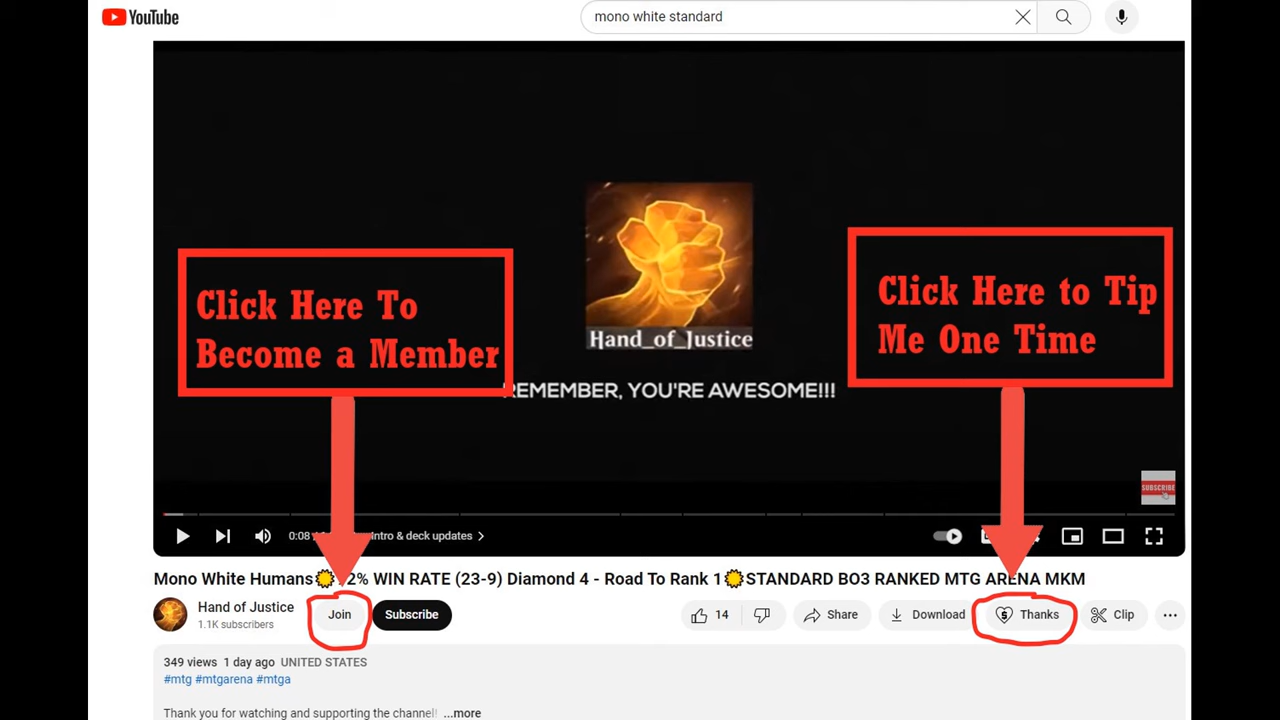 YouTube
mono white standard
Click Here To
Become a Member
Click Here to Tip
Me One Time
Hand_of_Justice
REMEMBER, YOU'RE AWESOME!!!
SUBSCRIBE
0:08
Intro & deck updates
Mono White Humans 2% WIN RATE (23-9) Diamond 4 - Road To Rank 1 STANDARD BO3 RANKED MTG ARENA MKM
Hand of Justice
1.1K subscribers
Join
Subscribe
14
Share
Download
Thanks
Clip
349 views 1 day ago UNITED STATES
#mtg #mtgarena #mtga
Thank you for watching and supporting the channel! ...more